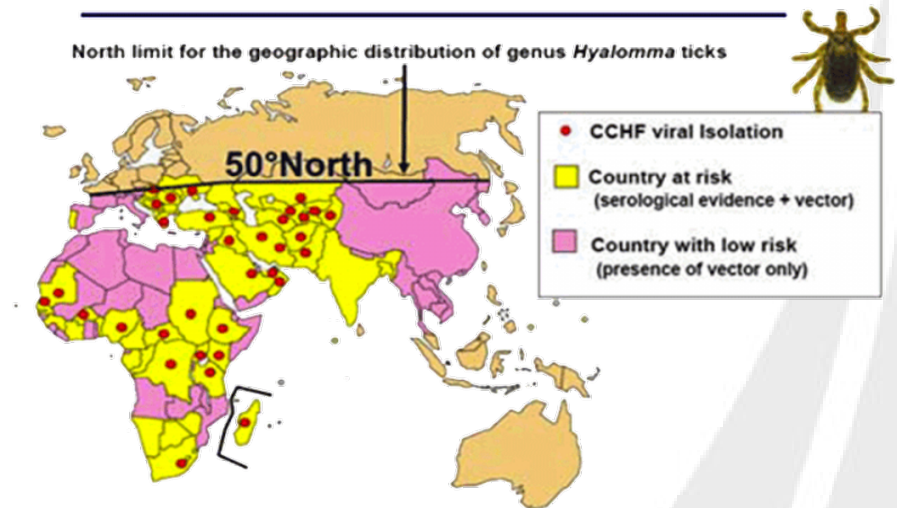 North limit for the geographic distribution of genus Hyalomma ticks
50°North
CCHF viral Isolation
Country at risk
(serological evidence + vector)
Country with low risk
(presence of vector only)